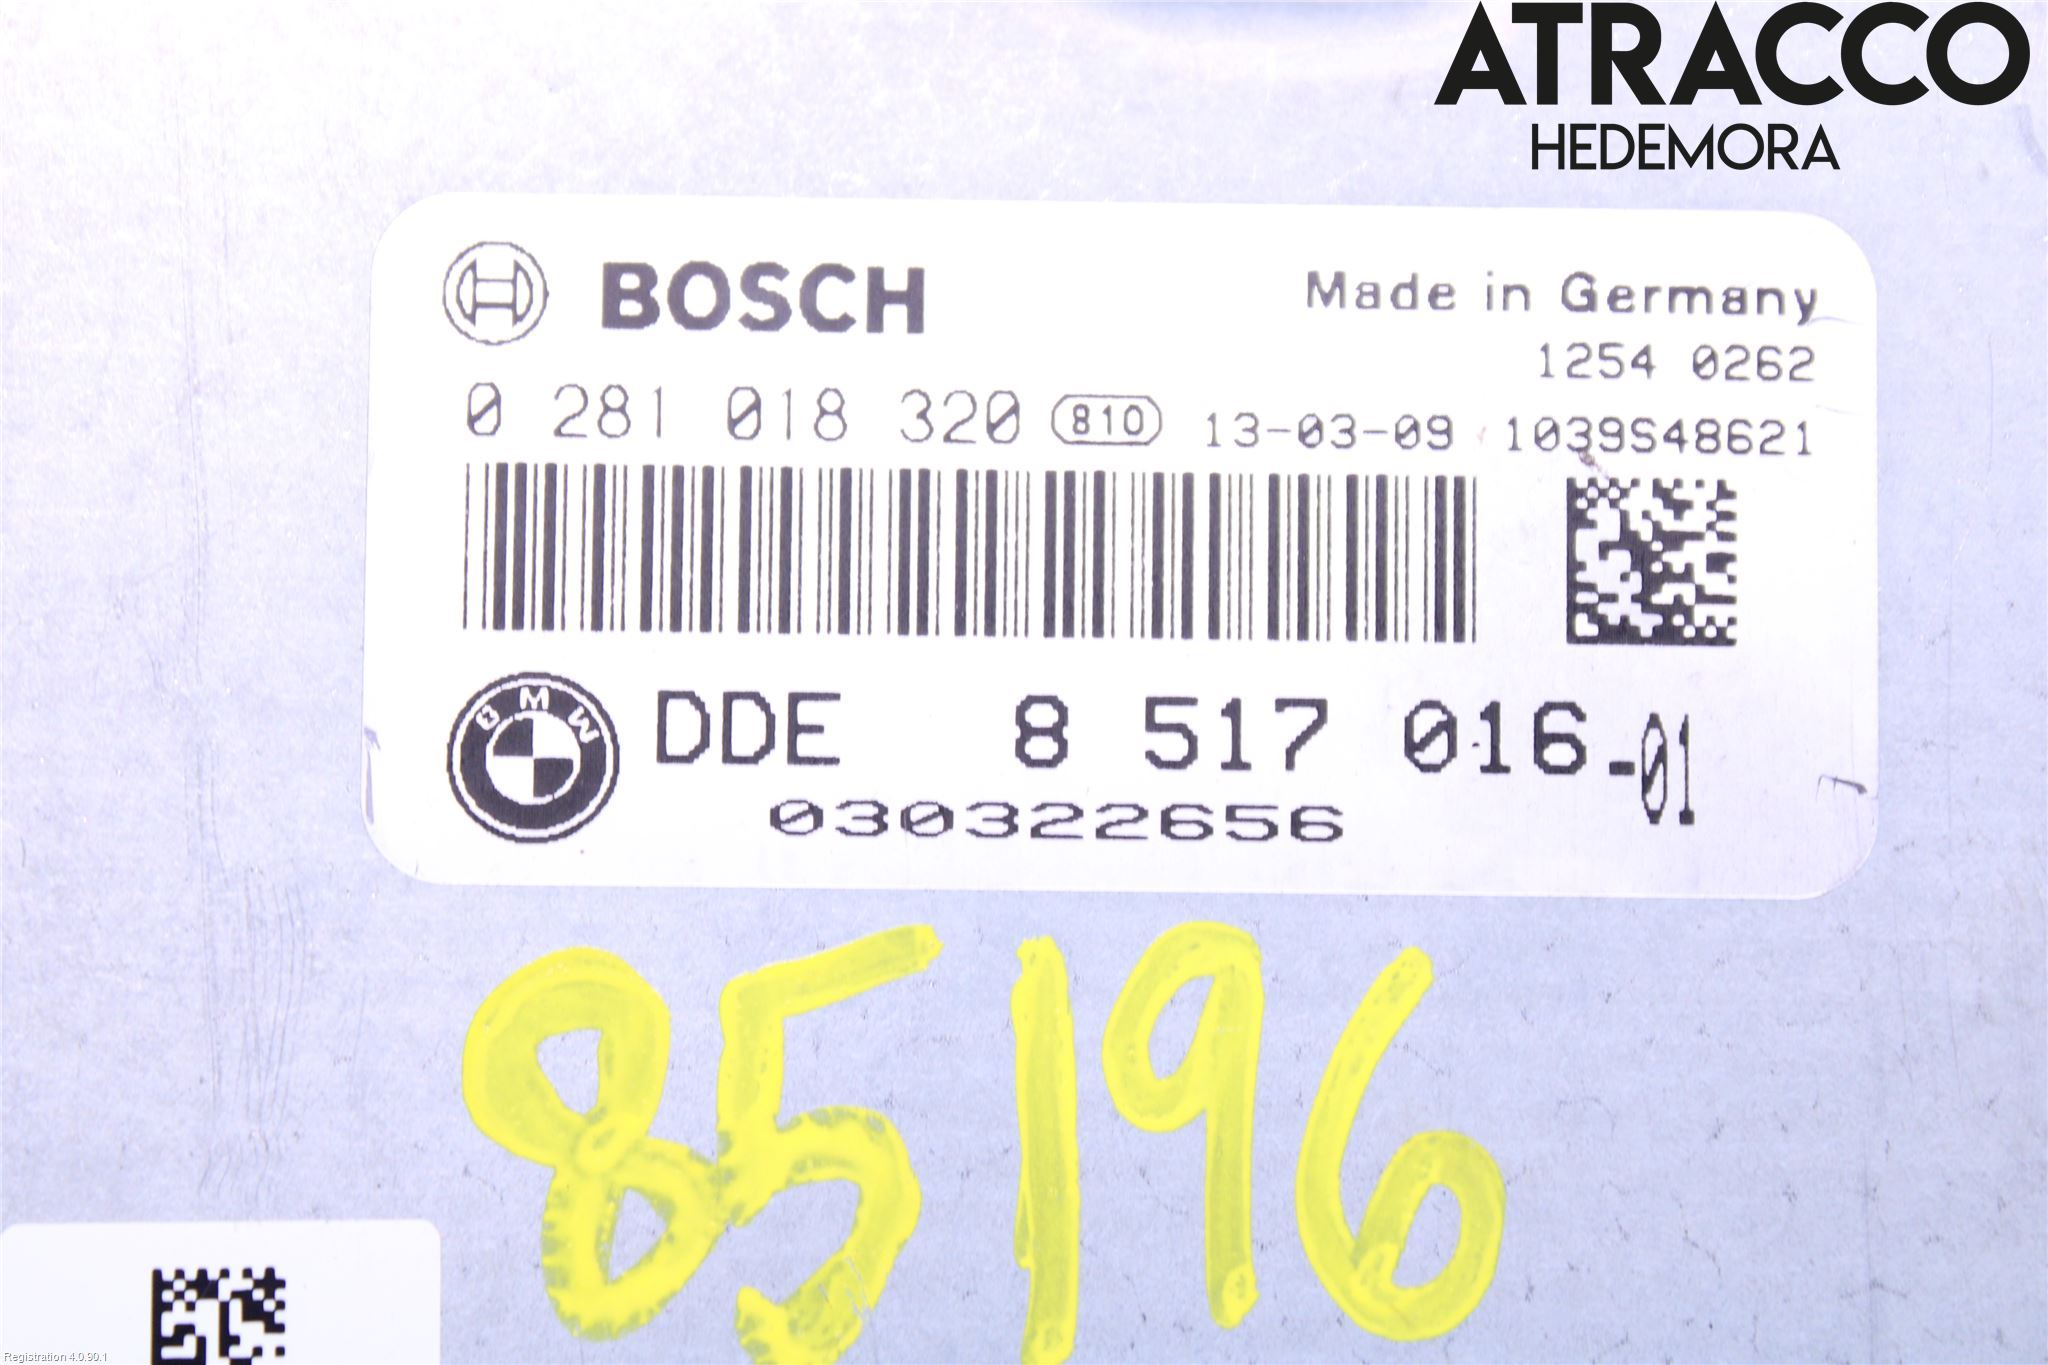 ATRACCO
HEDEMORA
BOSCH
Made in Germany
1254 0262
0 281 018 320 810 13-03-09 1039S48621
BMW DDE 8 517 016-01
030322656
85196
Registration 4.0.90.1